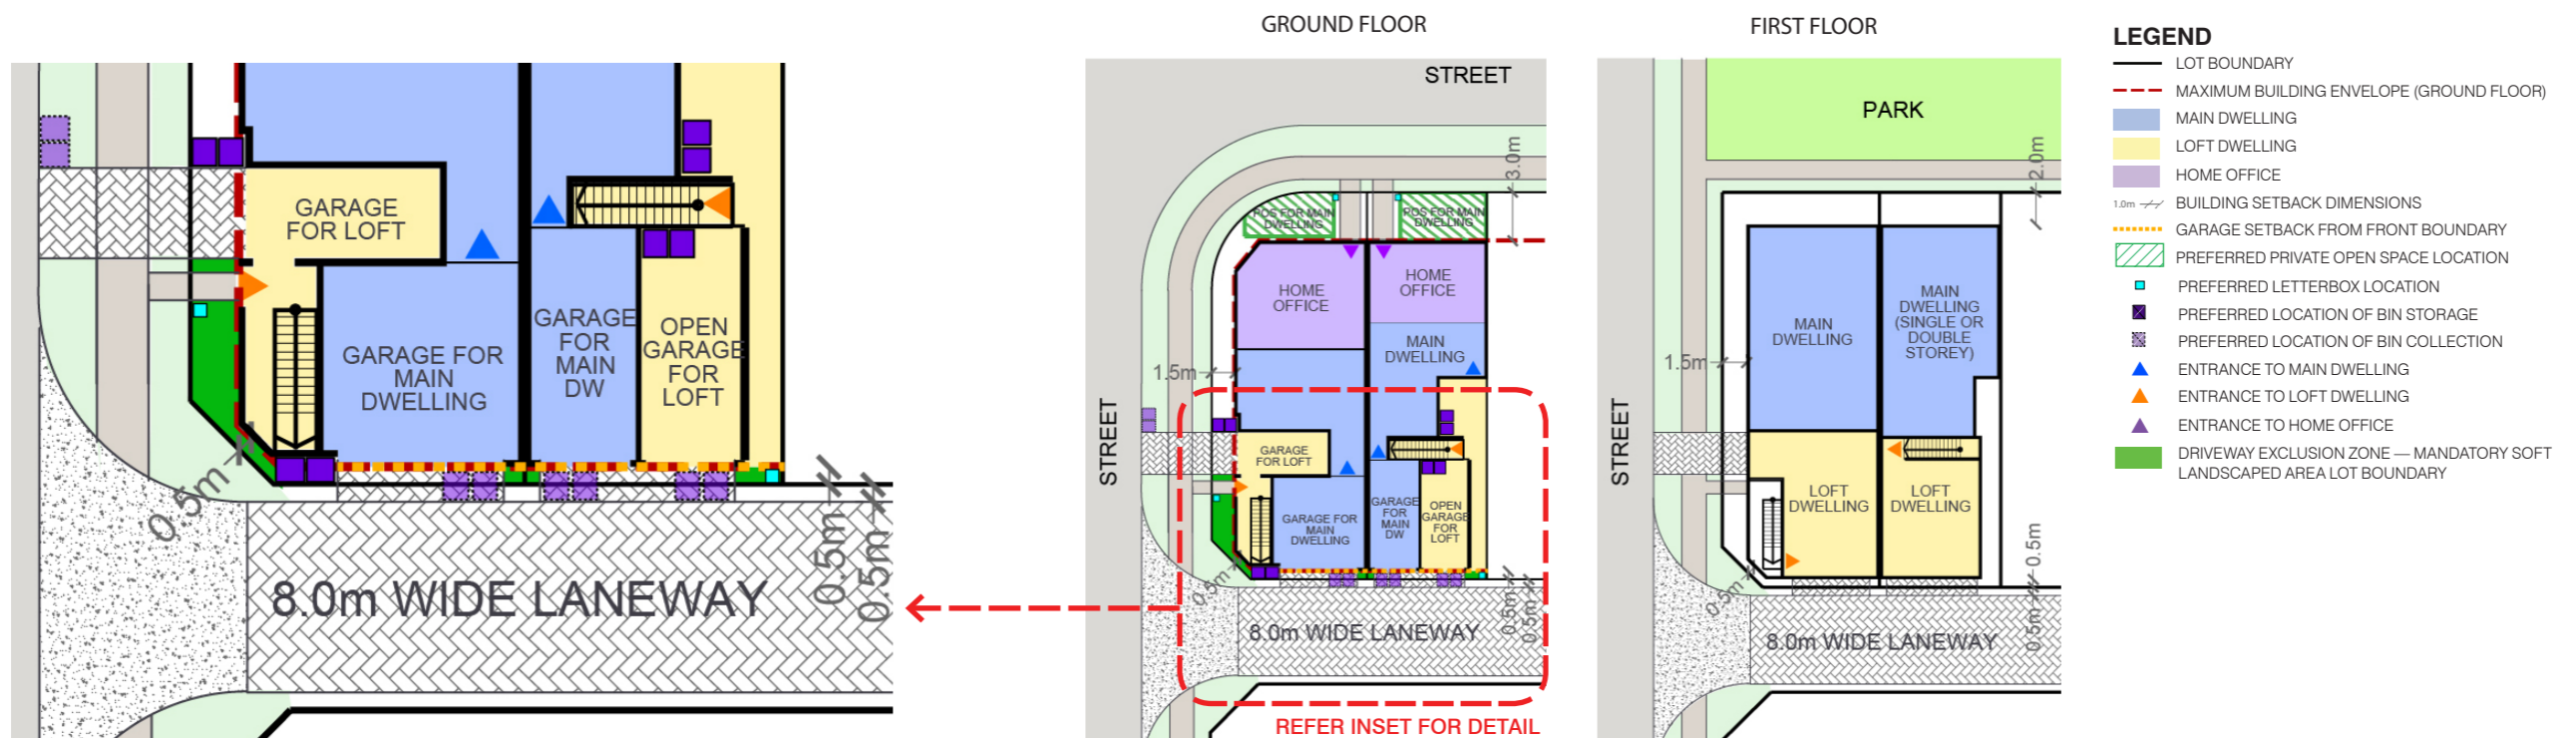 GARAGE
FOR LOFT
GARAGE FOR
MAIN
DWELLING
GARAGE
FOR
MAIN
DW
OPEN
GARAGE
FOR
LOFT
0.5m
8.0m WIDE LANEWAY
0.5m
0.5m
GROUND FLOOR
STREET
3.0m
POS FOR MAIN
DWELLING
POS FOR MAIN
DWELLING
HOME
OFFICE
HOME
OFFICE
MAIN
DWELLING
1.5m
STREET
GARAGE
FOR LOFT
GARAGE FOR
MAIN
DWELLING
GARAGE
FOR
MAIN
DW
OPEN
GARAGE
FOR
LOFT
0.5m
0.5m
0.5m
8.0m WIDE LANEWAY
REFER INSET FOR DETAIL
FIRST FLOOR
PARK
2.0m
MAIN
DWELLING
MAIN
DWELLING
(SINGLE OR
DOUBLE
STOREY)
1.5m
STREET
LOFT
DWELLING
LOFT
DWELLING
0.5m
0.5m
0.5m
8.0m WIDE LANEWAY
LEGEND
LOT BOUNDARY
MAXIMUM BUILDING ENVELOPE (GROUND FLOOR)
MAIN DWELLING
LOFT DWELLING
HOME OFFICE
1.0m BUILDING SETBACK DIMENSIONS
GARAGE SETBACK FROM FRONT BOUNDARY
PREFERRED PRIVATE OPEN SPACE LOCATION
PREFERRED LETTERBOX LOCATION
PREFERRED LOCATION OF BIN STORAGE
PREFERRED LOCATION OF BIN COLLECTION
ENTRANCE TO MAIN DWELLING
ENTRANCE TO LOFT DWELLING
ENTRANCE TO HOME OFFICE
DRIVEWAY EXCLUSION ZONE — MANDATORY SOFT
LANDSCAPED AREA LOT BOUNDARY